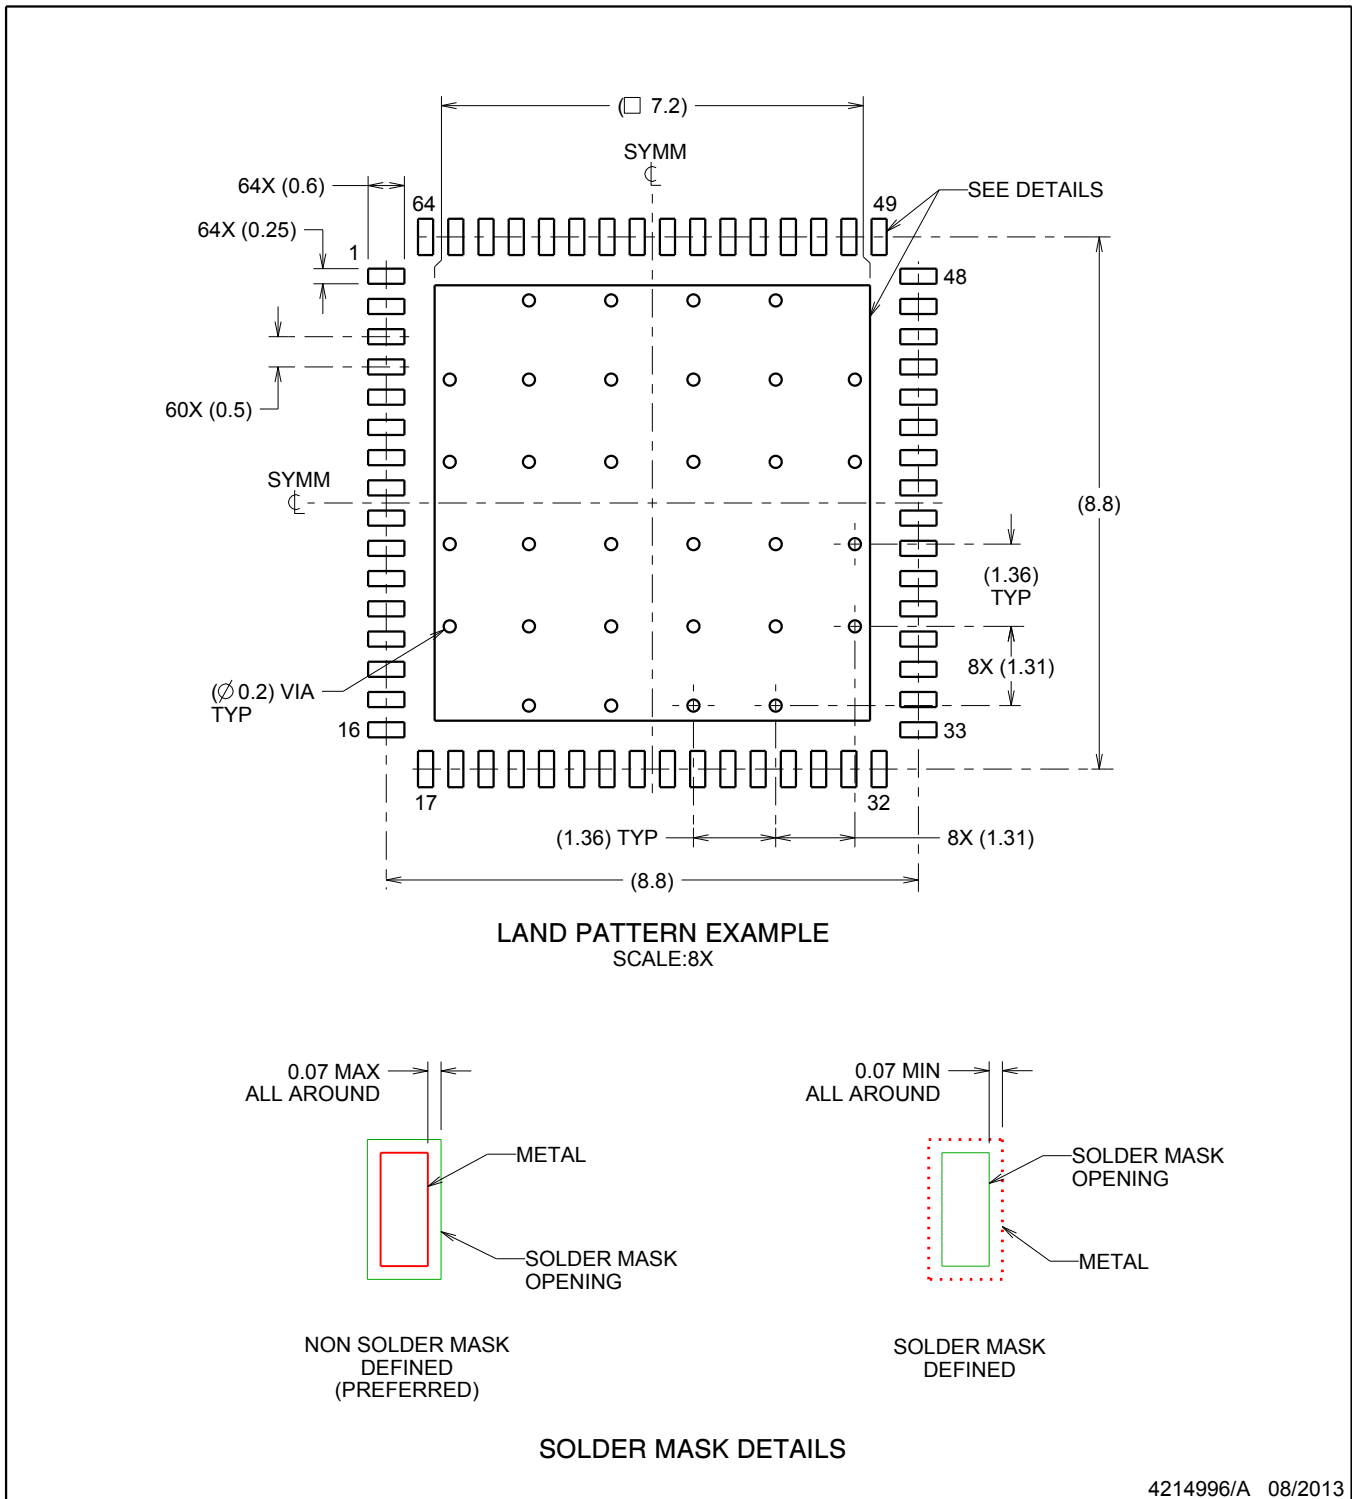 (□ 7.2)
SYMM
℄
64X (0.6)
SEE DETAILS
64
49
64X (0.25)
1
48
60X (0.5)
SYMM
℄
(8.8)
(1.36)
TYP
8X (1.31)
(∅ 0.2) VIA
TYP
16
33
17
32
(1.36) TYP
8X (1.31)
(8.8)
LAND PATTERN EXAMPLE
SCALE:8X
0.07 MAX
ALL AROUND
METAL
SOLDER MASK
OPENING
NON SOLDER MASK
DEFINED
(PREFERRED)
0.07 MIN
ALL AROUND
SOLDER MASK
OPENING
METAL
SOLDER MASK
DEFINED
SOLDER MASK DETAILS
4214996/A 08/2013